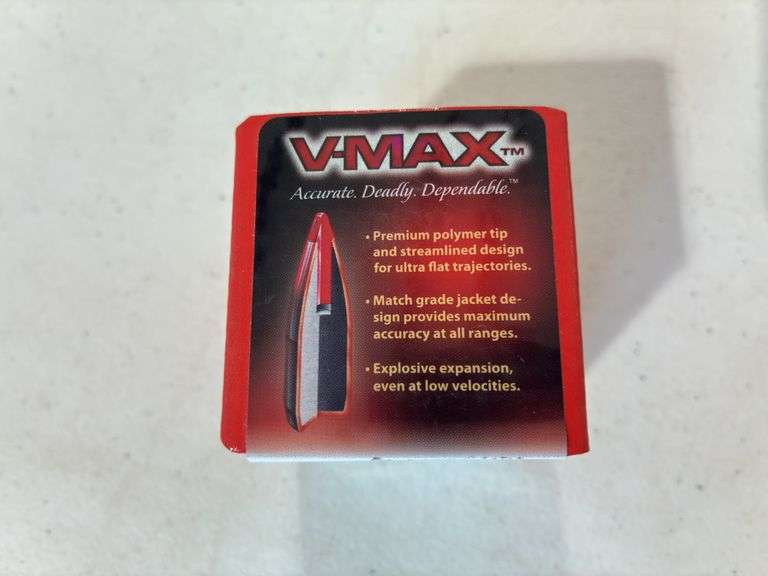 V-MAX™
Accurate. Deadly. Dependable.™
• Premium polymer tip
and streamlined design
for ultra flat trajectories.
• Match grade jacket de-
sign provides maximum
accuracy at all ranges.
• Explosive expansion,
even at low velocities.